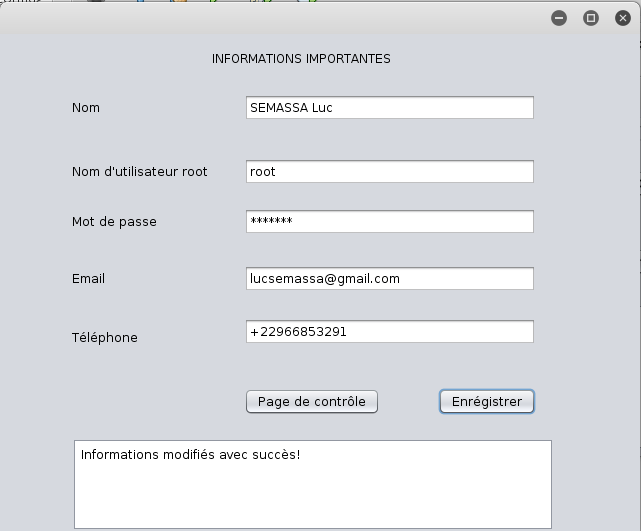 INFORMATIONS IMPORTANTES
Nom SEMASSA Luc
Nom d'utilisateur root root
Mot de passe *******
Email lucsemassa@gmail.com
Téléphone +22966853291
Page de contrôle Enrégistrer
Informations modifiés avec succès!